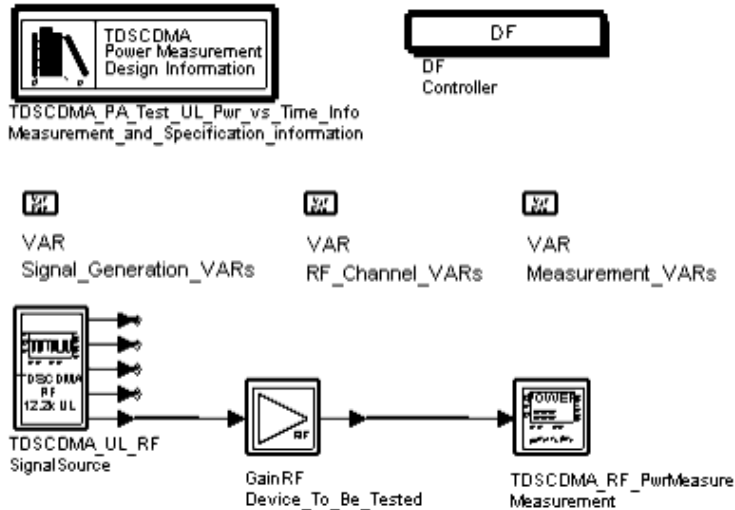 TDSCDMA
Power Measurement
Design Information
TDSCDMA_PA_Test_UL_Pwr_vs_Time_Info
Measurement_and_Specification_information
DF
DF
Controller
VAR
Signal_Generation_VARs
VAR
RF_Channel_VARs
VAR
Measurement_VARs
TDSCDMA
RF
12.2k UL
TDSCDMA_UL_RF
SignalSource
RF
GainRF
Device_To_Be_Tested
POWER
TDSCDMA_RF_PwrMeasure
Measurement